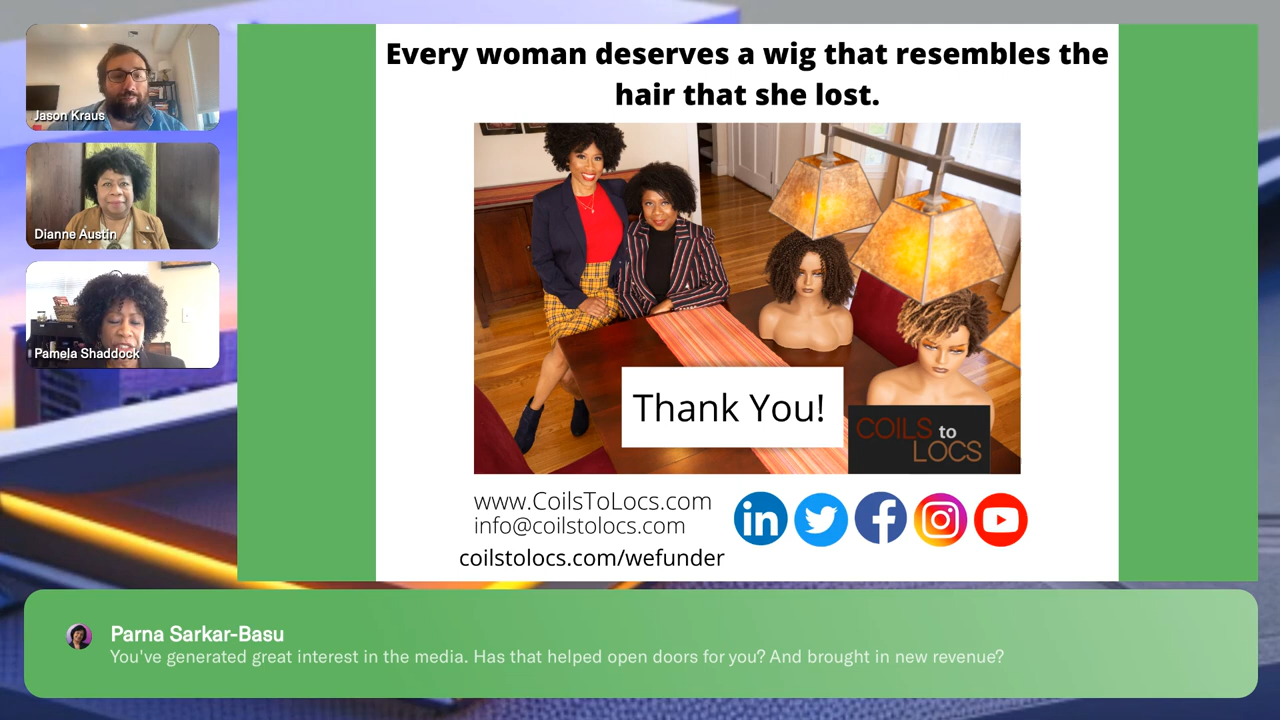 Jason Kraus
Dianne Austin
Pamela Shaddock
Every woman deserves a wig that resembles the
hair that she lost.
Thank You!
COILS to
LOCS
www.CoilsToLocs.com
info@coilstolocs.com
coilstolocs.com/wefunder
in
f
Parna Sarkar-Basu
You've generated great interest in the media. Has that helped open doors for you? And brought in new revenue?